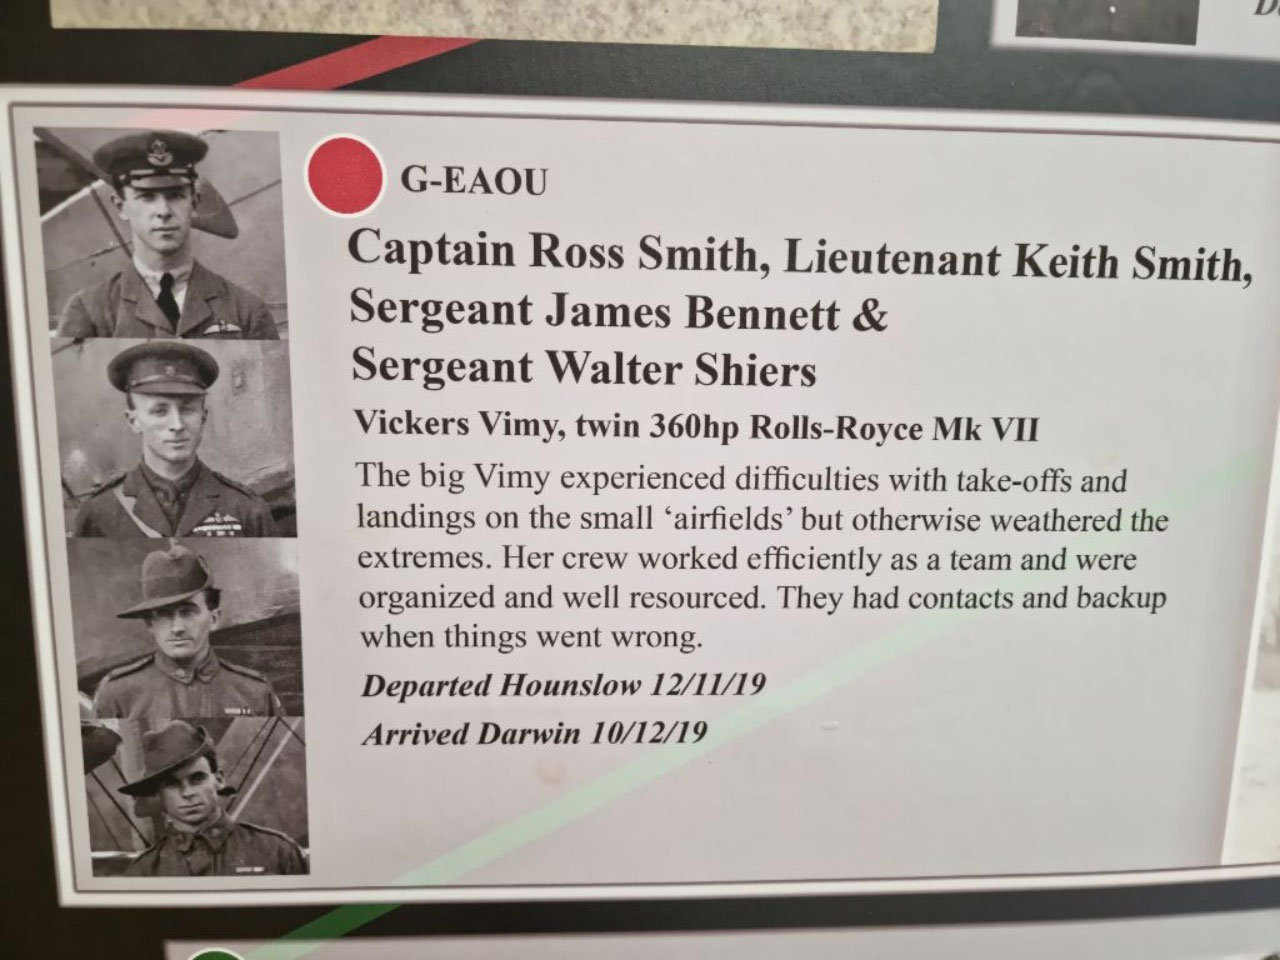 G-EAOU
Captain Ross Smith, Lieutenant Keith Smith,
Sergeant James Bennett &
Sergeant Walter Shiers
Vickers Vimy, twin 360hp Rolls-Royce Mk VII
The big Vimy experienced difficulties with take-offs and
landings on the small ‘airfields’ but otherwise weathered the
extremes. Her crew worked efficiently as a team and were
organized and well resourced. They had contacts and backup
when things went wrong.
Departed Hounslow 12/11/19
Arrived Darwin 10/12/19